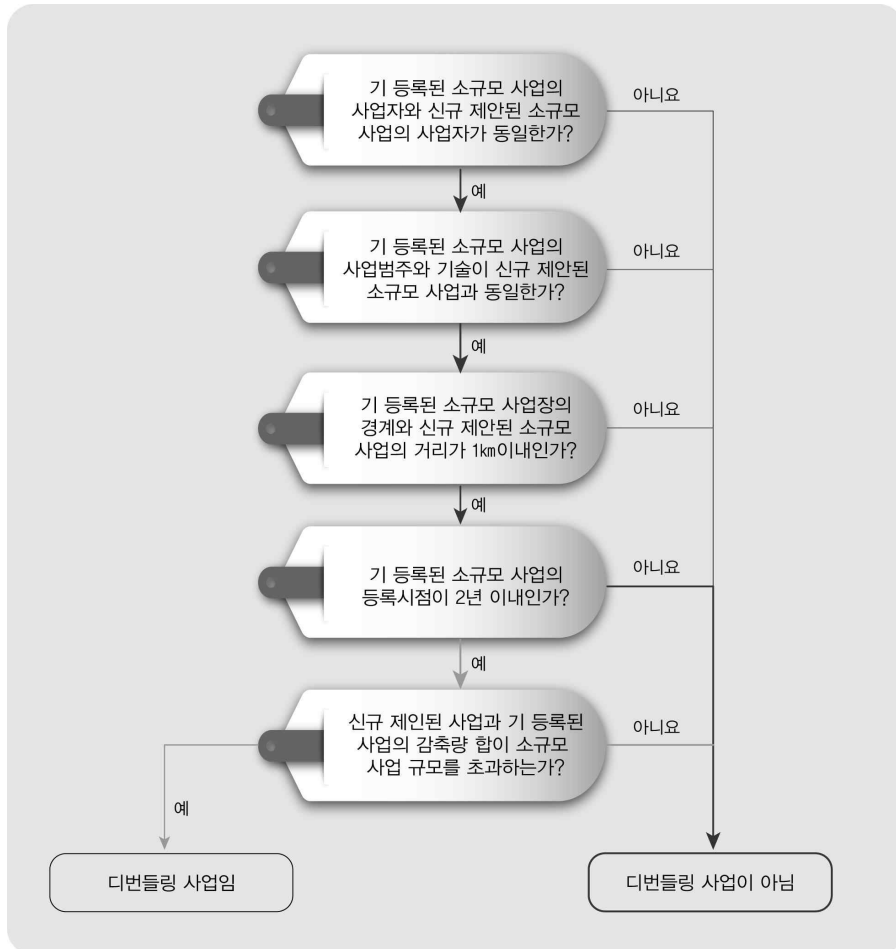 기 등록된 소규모 사업의
사업자와 신규 제안된 소규모
사업의 사업자가 동일한가?
아니요
예
기 등록된 소규모 사업의
사업범주와 기술이 신규 제안된
소규모 사업과 동일한가?
아니요
예
기 등록된 소규모 사업장의
경계와 신규 제안된 소규모
사업의 거리가 1㎞이내인가?
아니요
예
기 등록된 소규모 사업의
등록시점이 2년 이내인가?
아니요
예
신규 제인된 사업과 기 등록된
사업의 감축량 합이 소규모
사업 규모를 초과하는가?
아니요
예
디번들링 사업임
디번들링 사업이 아님